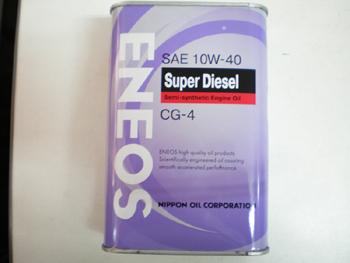 ENEOS
SAE 10W-40
Super Diesel
Semi-synthetic Engine Oil
CG-4
ENEOS high quality oil products
Scientifically engineered oil assuring
smooth accelerated performance
NIPPON OIL CORPORATION